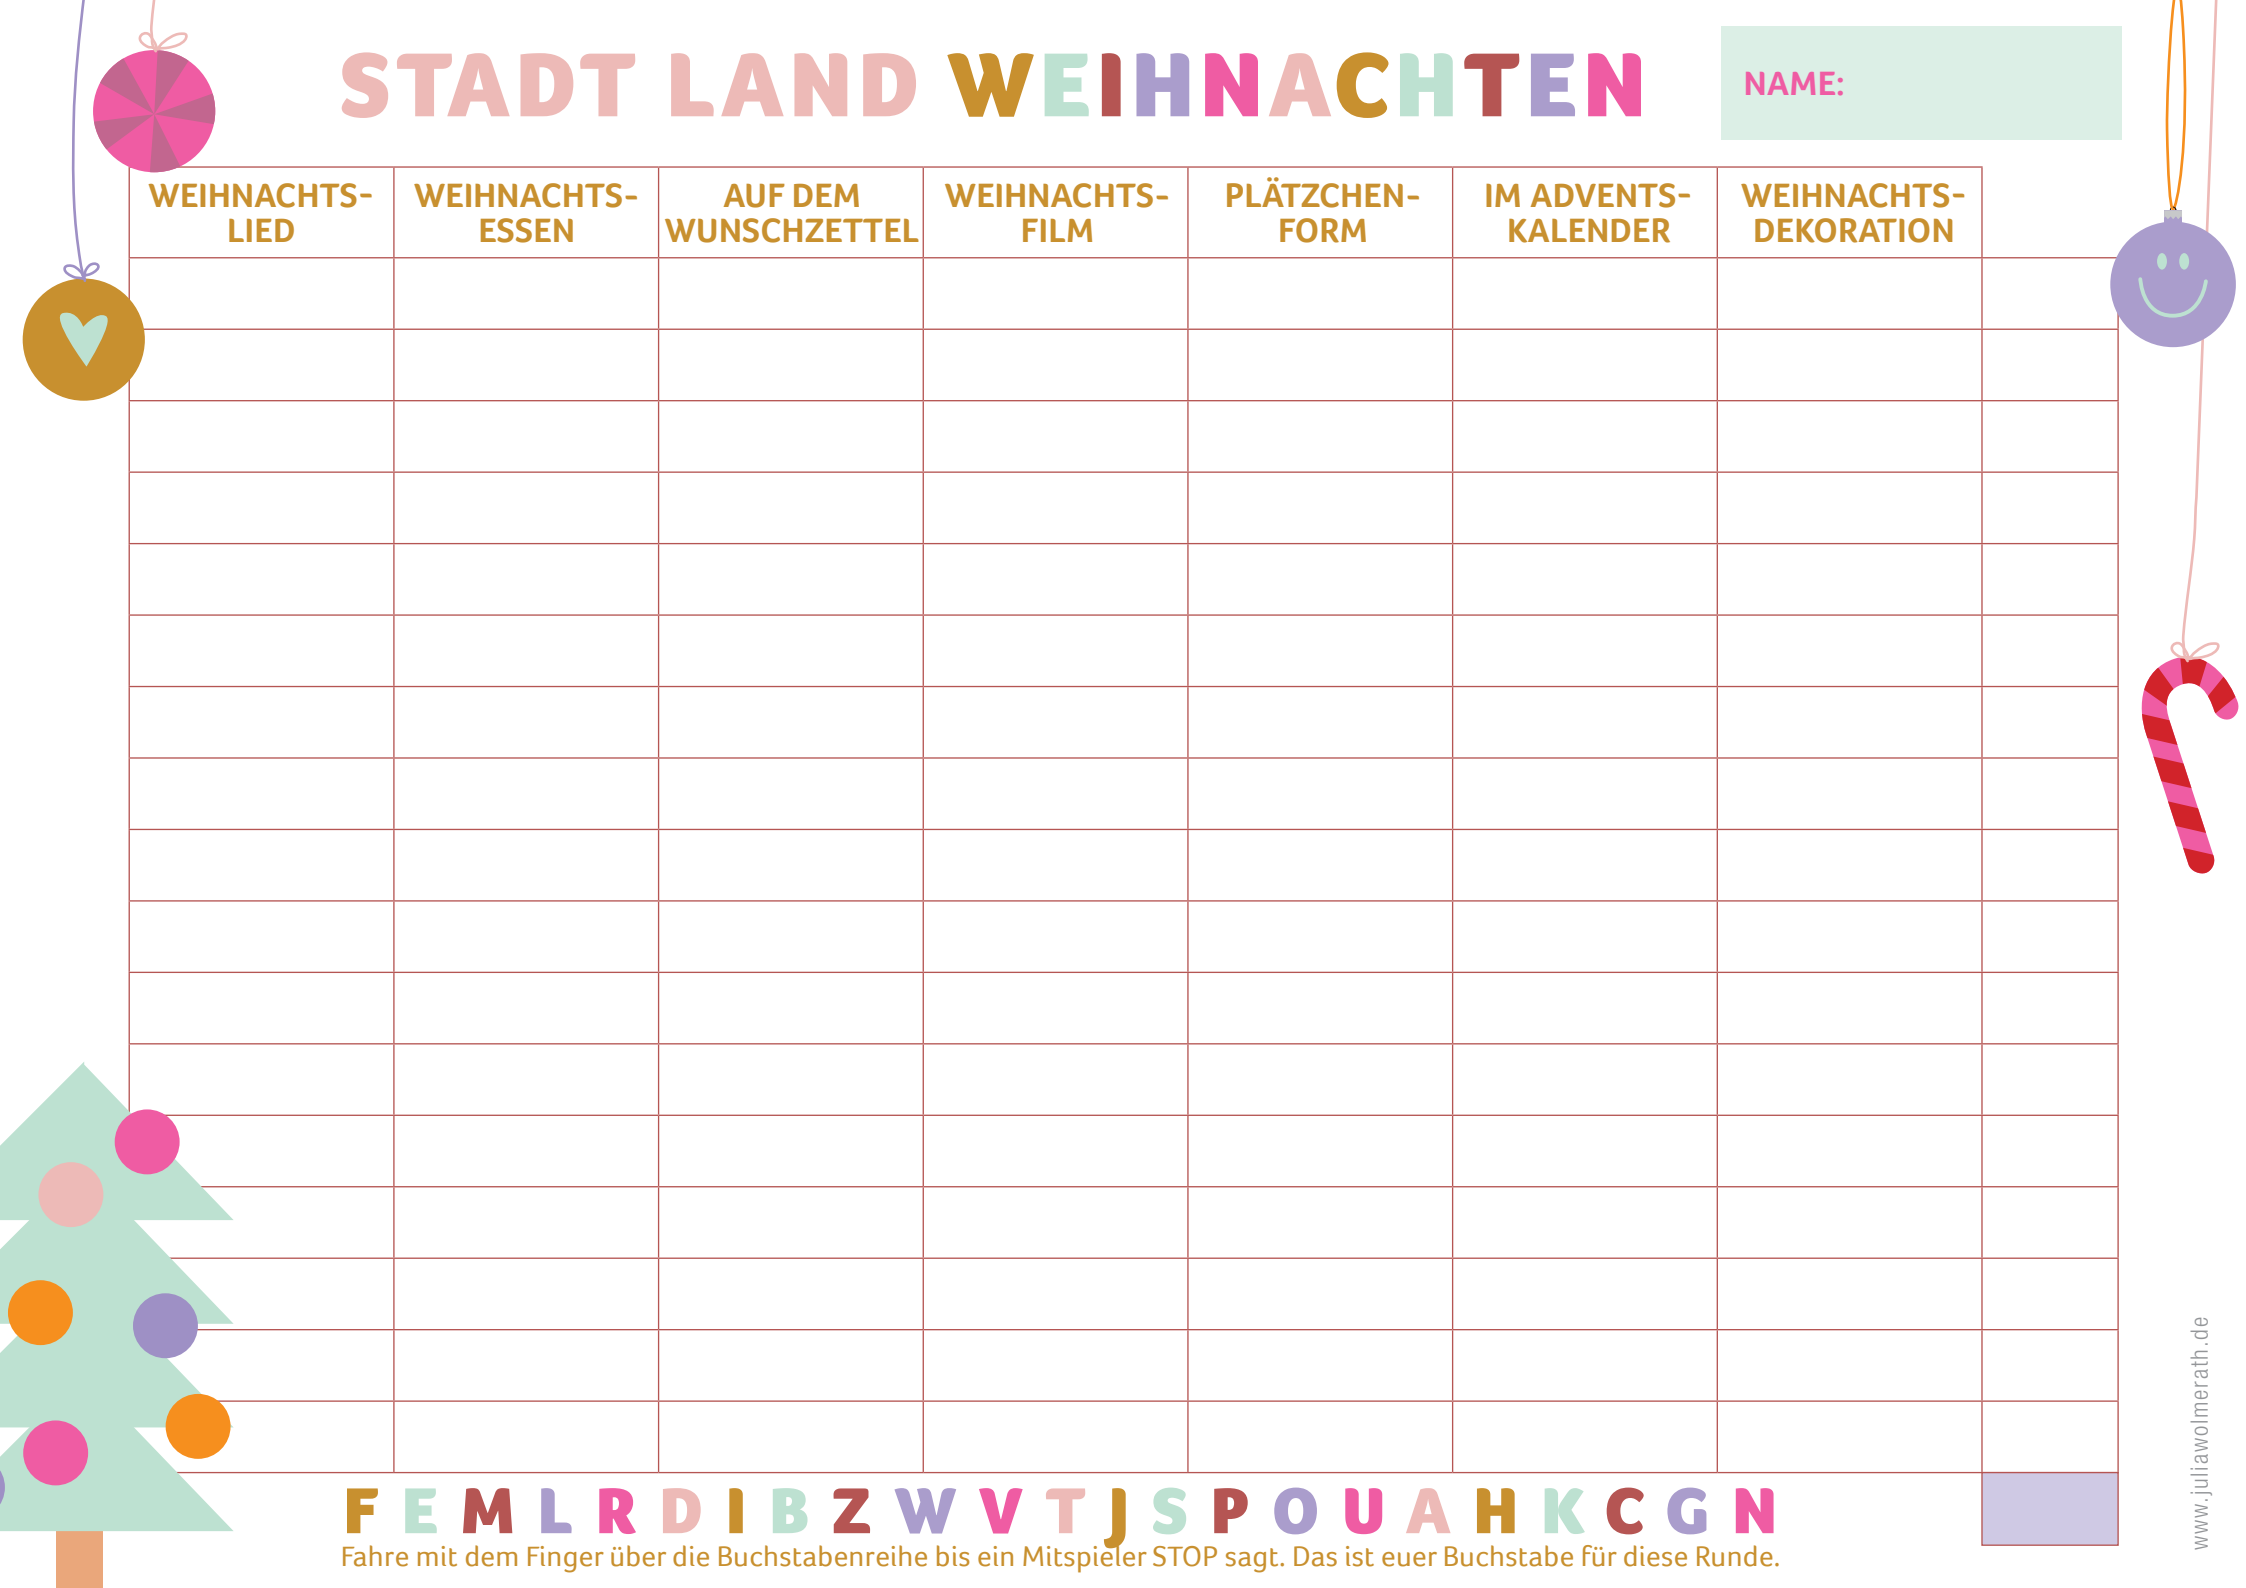 STADT LAND WEIHNACHTEN
NAME:
WEIHNACHTS-
LIED
WEIHNACHTS-
ESSEN
AUF DEM
WUNSCHZETTEL
WEIHNACHTS-
FILM
PLÄTZCHEN-
FORM
IM ADVENTS-
KALENDER
WEIHNACHTS-
DEKORATION
F E M L R D I B Z W V T J S P O U A H K C G N
Fahre mit dem Finger über die Buchstabenreihe bis ein Mitspieler STOP sagt. Das ist euer Buchstabe für diese Runde.
www.juliawolmerath.de